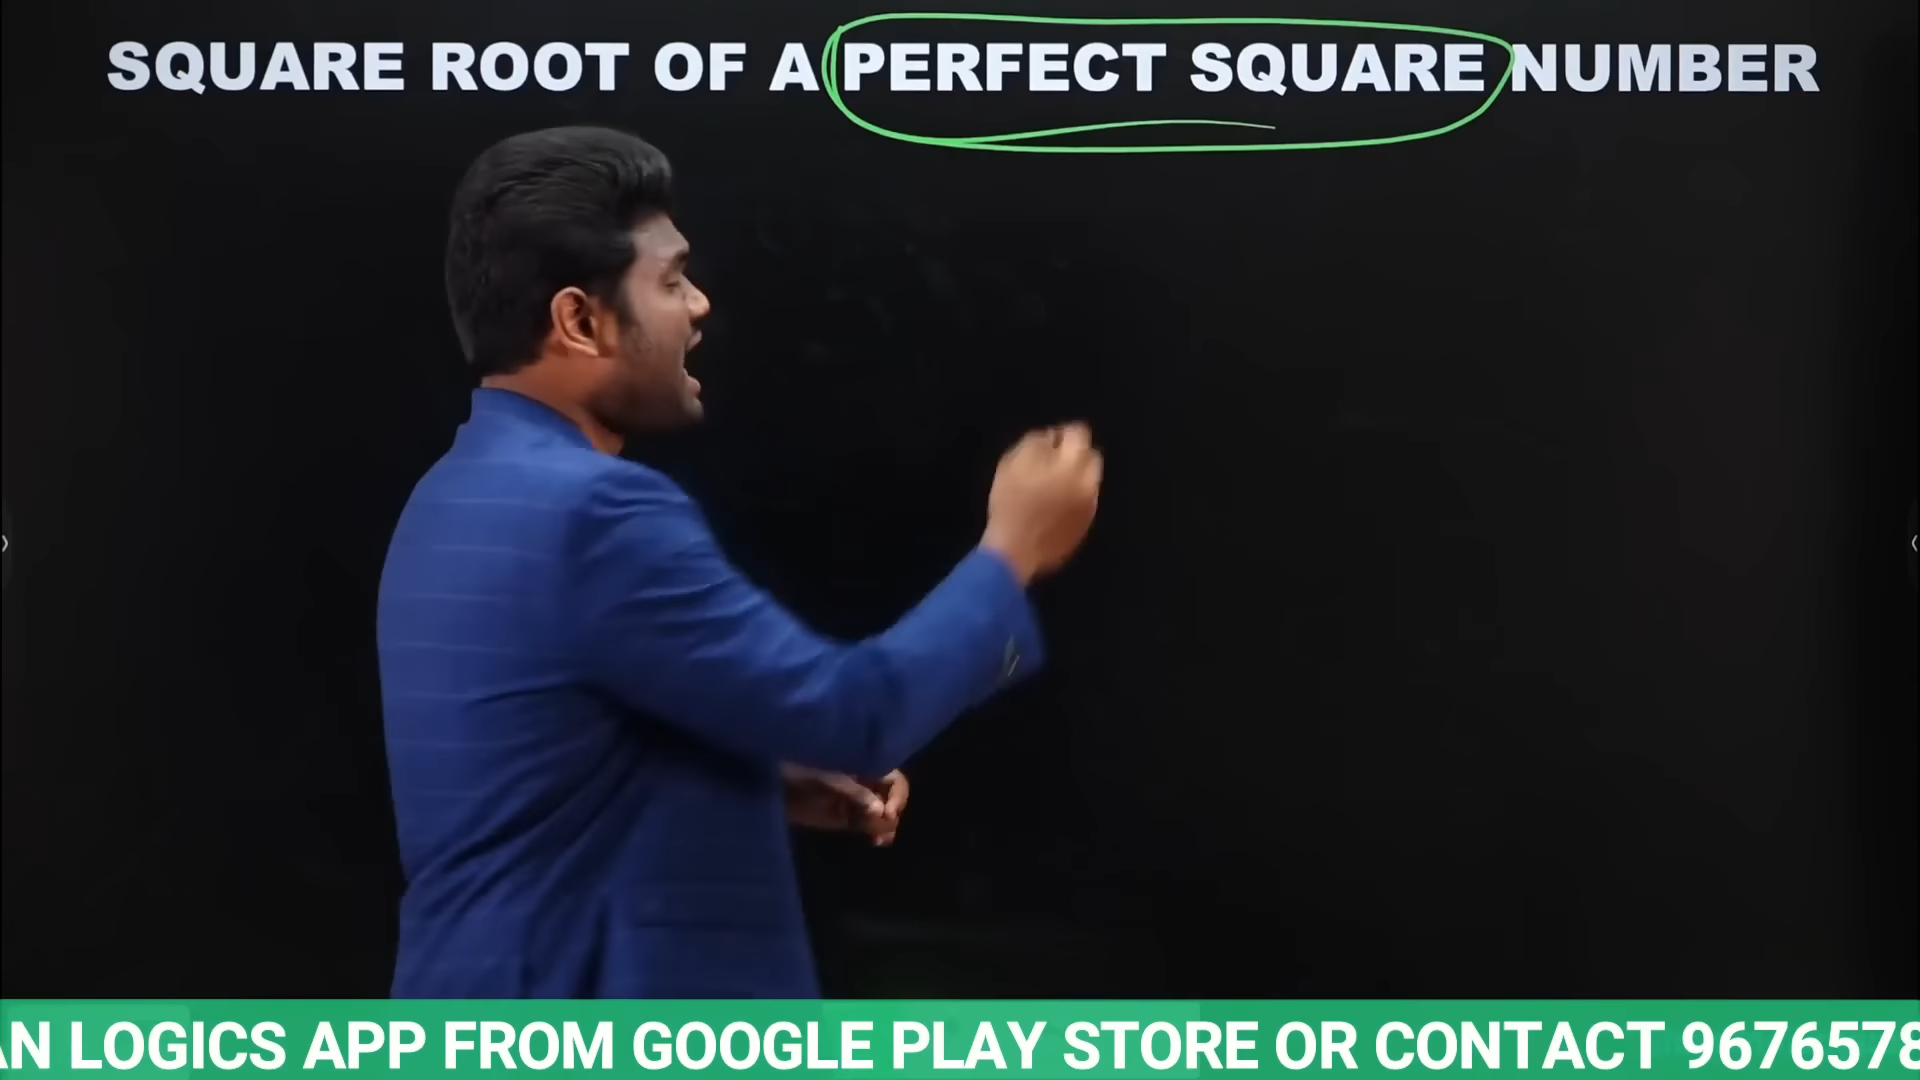 SQUARE ROOT OF A PERFECT SQUARE NUMBER
AN LOGICS APP FROM GOOGLE PLAY STORE OR CONTACT 9676578